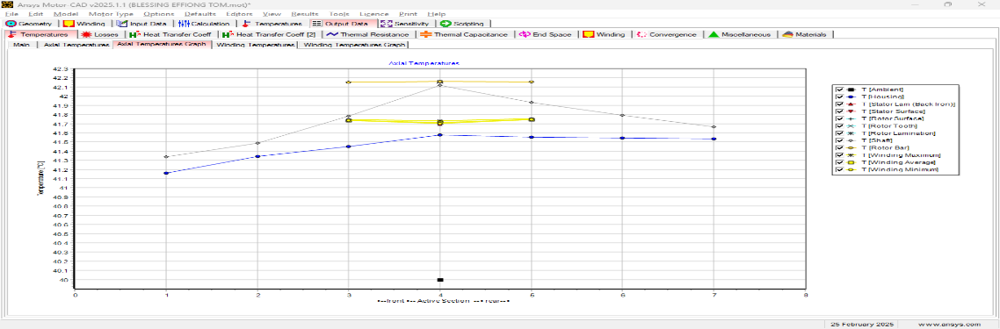 Ansys Motor-CAD v2025.1.1 (BLESSING EFFIONG TOM.mot)*
File Edit Model Motor Type Options Defaults Editors View Results Tools Licence Print Help
Geometry Winding Input Data Calculation Temperatures Output Data Sensitivity Scripting
Temperatures Losses Heat Transfer Coeff Heat Transfer Coeff [2] Thermal Resistance Thermal Capacitance End Space Winding Convergence Miscellaneous Materials
Main Axial Temperatures Axial Temperatures Graph Winding Temperatures Winding Temperatures Graph
Axial Temperatures
42.3
42.2
42.1
42
41.9
41.8
41.7
41.6
41.5
41.4
41.3
41.2
41.1
41
40.9
40.8
40.7
40.6
40.5
40.4
40.3
40.2
40.1
40
Temperature [°C]
0 1 2 3 4 5 6 7 8
•--front •-- Active Section --• rear--•
T [Ambient]
T [Housing]
T [Stator Lam (Back Iron)]
T [Stator Surface]
T [Rotor Surface]
T [Rotor Tooth]
T [Rotor Lamination]
T [Shaft]
T [Rotor Bar]
T [Winding Maximum]
T [Winding Average]
T [Winding Minimum]
25 February 2025 www.ansys.com